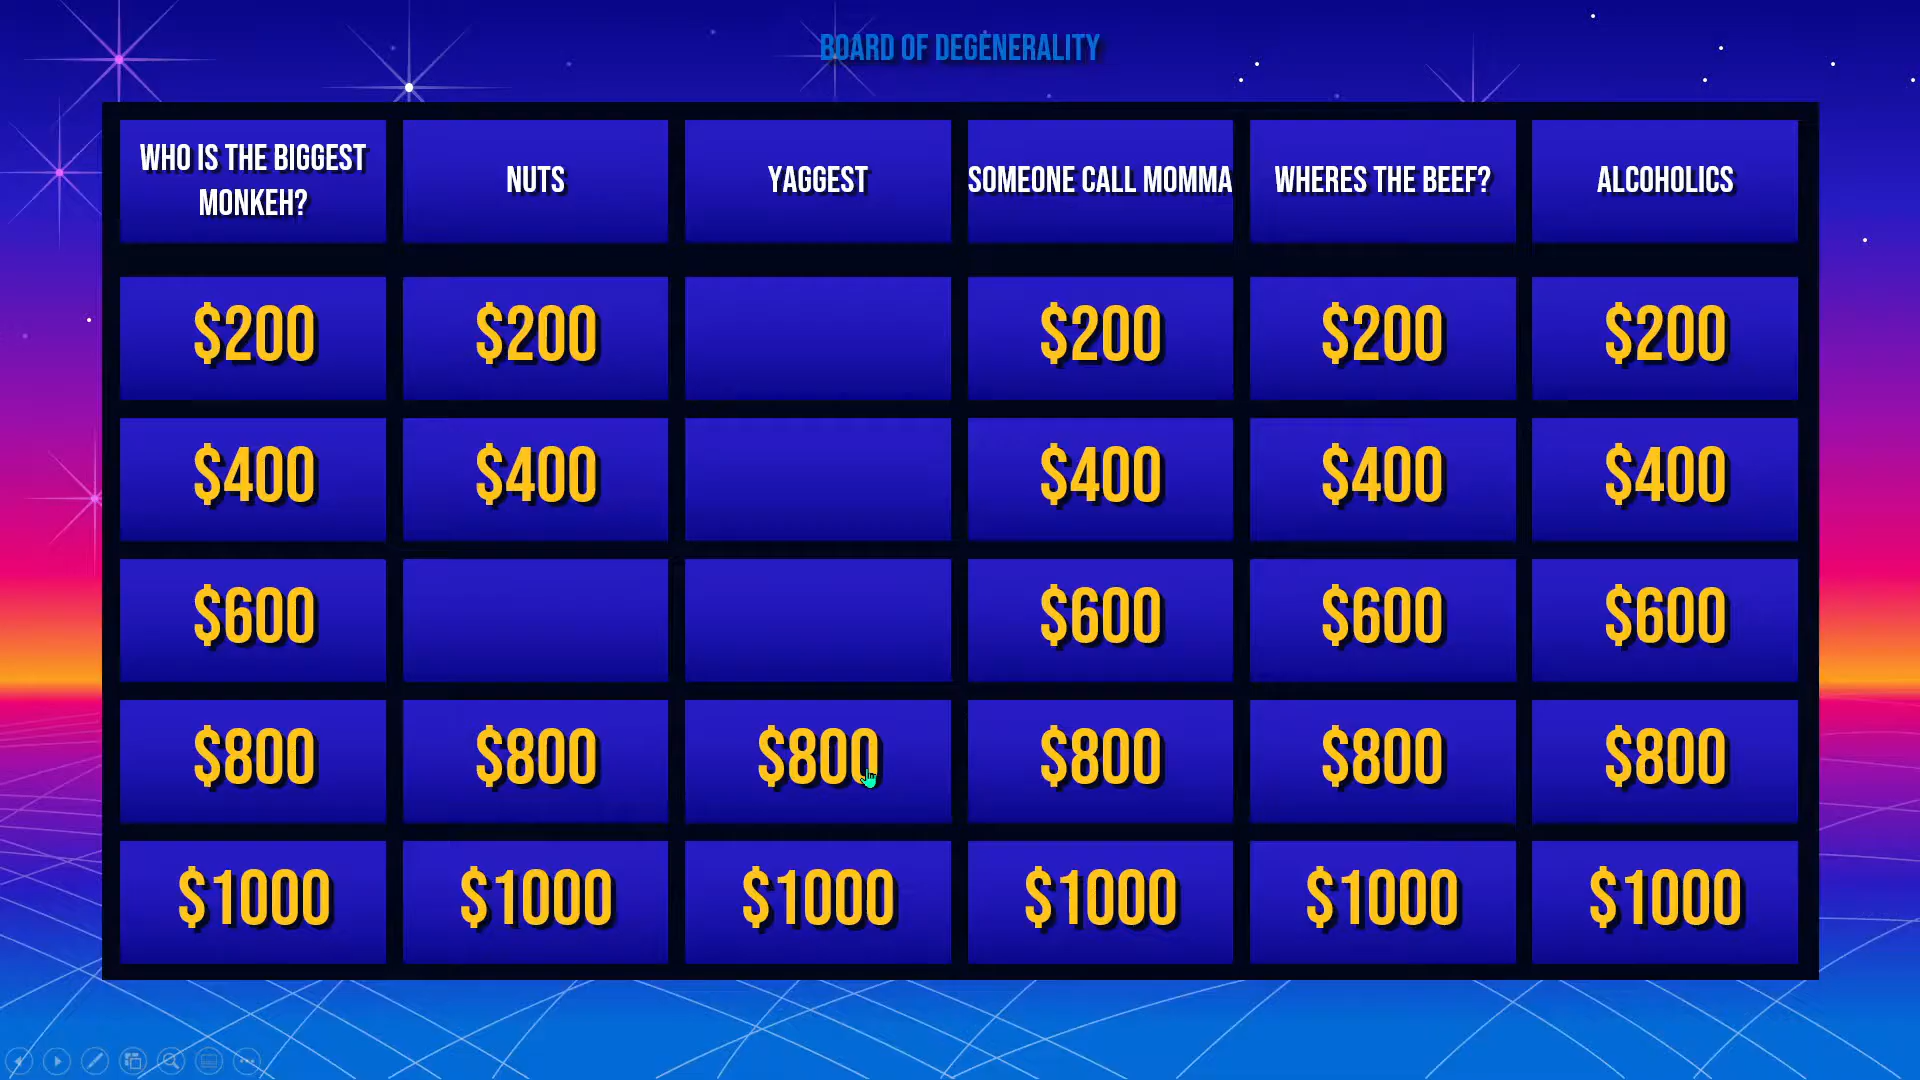 BOARD OF DEGENERALITY
WHO IS THE BIGGEST
MONKEH?
NUTS
YAGGEST
SOMEONE CALL MOMMA
WHERES THE BEEF?
ALCOHOLICS
$200 $200 $200 $200 $200
$400 $400 $400 $400 $400
$600 $600 $600 $600
$800 $800 $800 $800 $800 $800
$1000 $1000 $1000 $1000 $1000 $1000